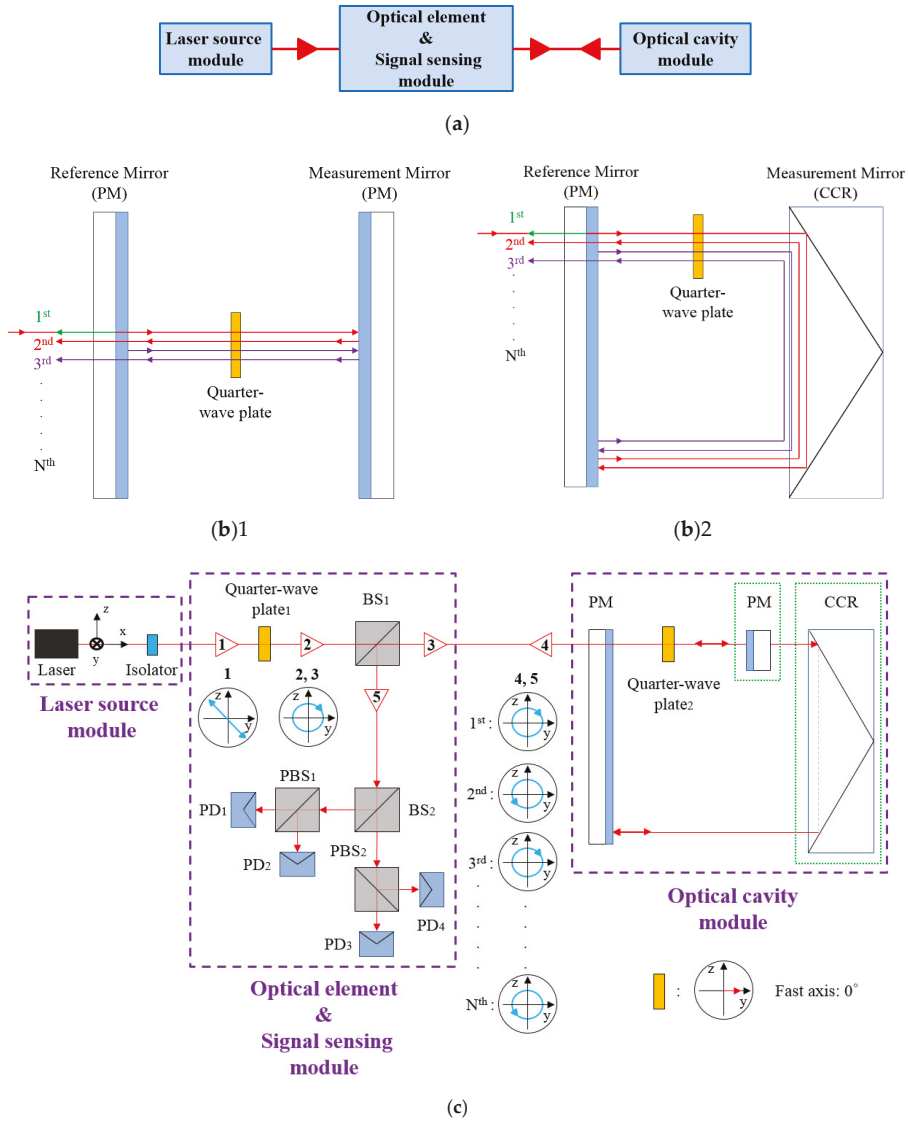 Laser source
module
Optical element
&
Signal sensing
module
Optical cavity
module
(a)
Reference Mirror
(PM)
Measurement Mirror
(PM)
1st
2nd
3rd
.
.
.
.
.
Nth
Quarter-
wave plate
(b)1
Reference Mirror
(PM)
Measurement Mirror
(CCR)
1st
2nd
3rd
.
.
.
.
Nth
Quarter-
wave plate
(b)2
Laser
z
x
y
Isolator
Laser source
module
Quarter-wave
plate1
BS1
1
2
3
4
5
1
z
y
2, 3
z
y
PBS1
PD1
PD2
BS2
PBS2
PD4
PD3
Optical element
&
Signal sensing
module
4, 5
1st:
z
y
2nd:
z
y
3rd:
z
y
. .
. .
. .
. .
Nth:
z
y
PM
Quarter-wave
plate2
PM
CCR
Optical cavity
module
:
z
y
Fast axis: 0°
(c)